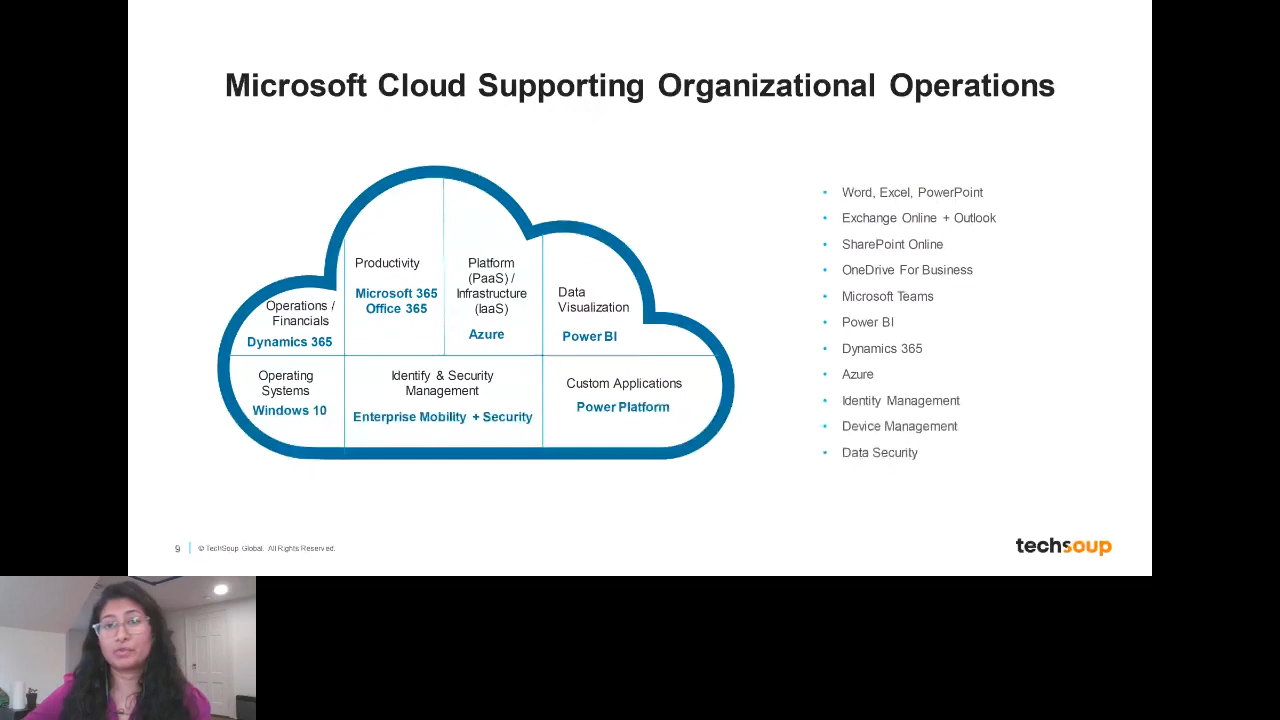 Microsoft Cloud Supporting Organizational Operations
Productivity
Microsoft 365
Office 365
Platform
(PaaS) /
Infrastructure
(IaaS)
Azure
Data
Visualization
Power BI
Operations /
Financials
Dynamics 365
Operating
Systems
Windows 10
Identify & Security
Management
Enterprise Mobility + Security
Custom Applications
Power Platform
• Word, Excel, PowerPoint
• Exchange Online + Outlook
• SharePoint Online
• OneDrive For Business
• Microsoft Teams
• Power BI
• Dynamics 365
• Azure
• Identity Management
• Device Management
• Data Security
9
© TechSoup Global. All Rights Reserved.
techsoup